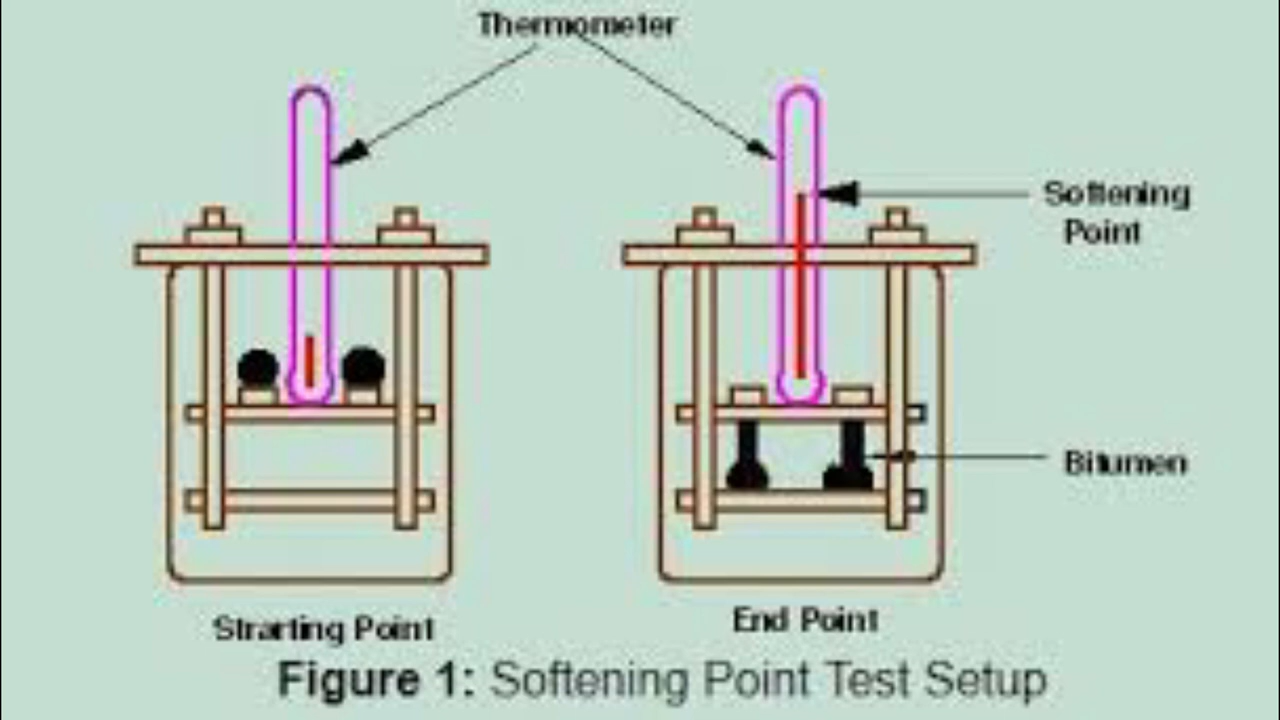 Thermometer
Softening
Point
Bitumen
Strarting Point
End Point
Figure 1: Softening Point Test Setup